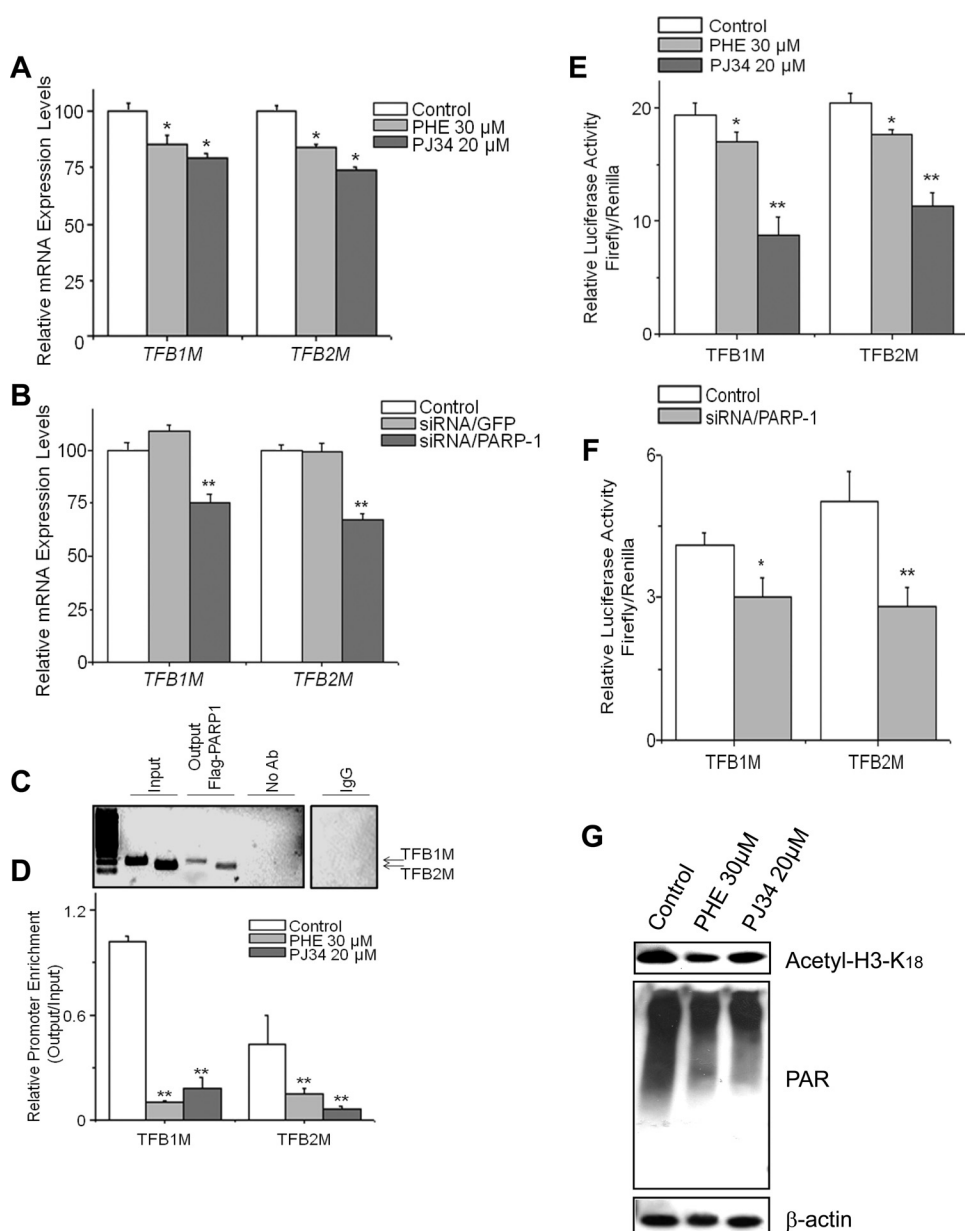 A
Relative mRNA Expression Levels
100
75
50
25
0
Control
PHE 30 µM
PJ34 20 µM
*
*
*
*
TFB1M
TFB2M
B
Relative mRNA Expression Levels
100
75
50
25
0
Control
siRNA/GFP
siRNA/PARP-1
**
**
TFB1M
TFB2M
C
Input
Output
Flag-PARP1
No Ab
IgG
TFB1M
TFB2M
D
Relative Promoter Enrichment
(Output/Input)
1.2
0.6
0
Control
PHE 30 µM
PJ34 20 µM
**
**
**
**
TFB1M
TFB2M
E
Control
PHE 30 µM
PJ34 20 µM
Relative Luciferase Activity
Firefly/Renilla
20
10
0
*
**
*
**
TFB1M
TFB2M
Control
siRNA/PARP-1
F
Relative Luciferase Activity
Firefly/Renilla
6
3
0
*
**
TFB1M
TFB2M
G
Control
PHE 30µM
PJ34 20µM
Acetyl-H3-K18
PAR
β-actin